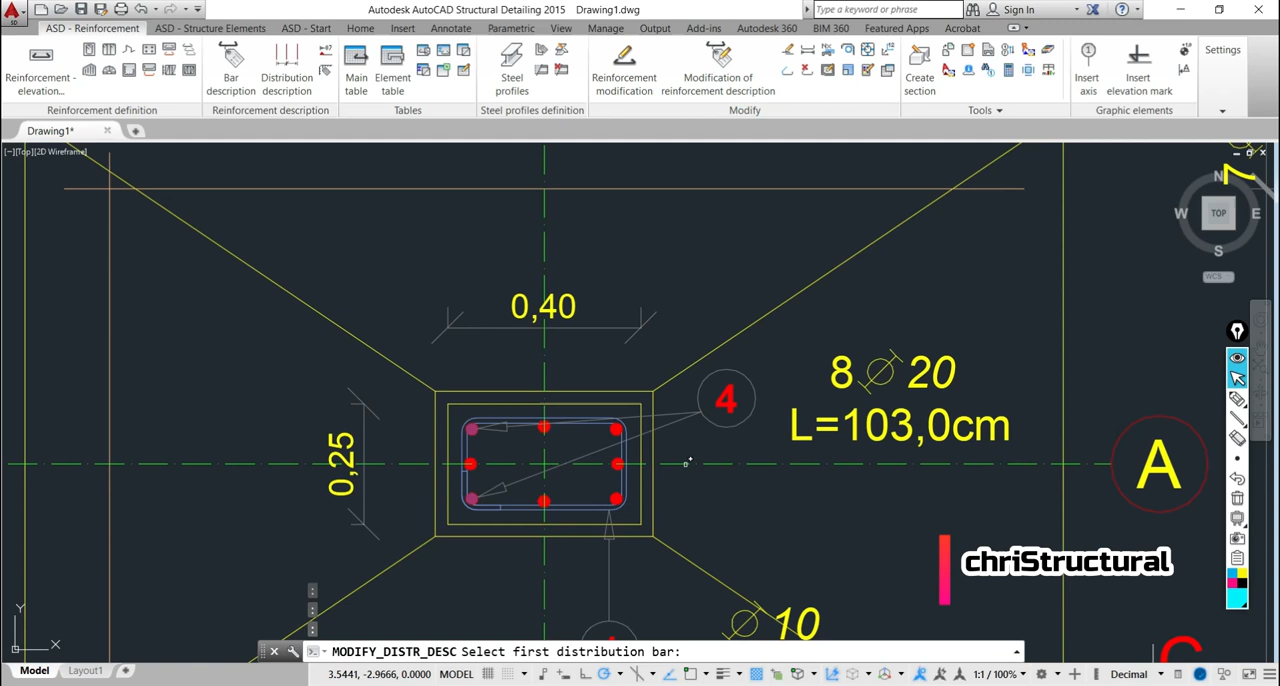 Autodesk AutoCAD Structural Detailing 2015 Drawing1.dwg
Type a keyword or phrase
Sign In
SD
ASD - Reinforcement
ASD - Structure Elements
ASD - Start
Home
Insert
Annotate
Parametric
View
Manage
Output
Add-ins
Autodesk 360
BIM 360
Featured Apps
Acrobat
Reinforcement - elevation...
Bar description
Distribution description
Main table
Element table
Steel profiles
Reinforcement modification
Modification of reinforcement description
Create section
Insert axis
Insert elevation mark
Settings
Reinforcement definition
Reinforcement description
Tables
Steel profiles definition
Modify
Tools
Graphic elements
Drawing1*
[−][Top][2D Wireframe]
7
N
W
TOP
E
S
WCS
0,40
0,25
4
8 ∅ 20
L=103,0cm
A
chriStructural
∅ 10
C
Y
X
MODIFY_DISTR_DESC Select first distribution bar:
Model
Layout1
3.5441, -2.9666, 0.0000
MODEL
1:1 / 100%
Decimal